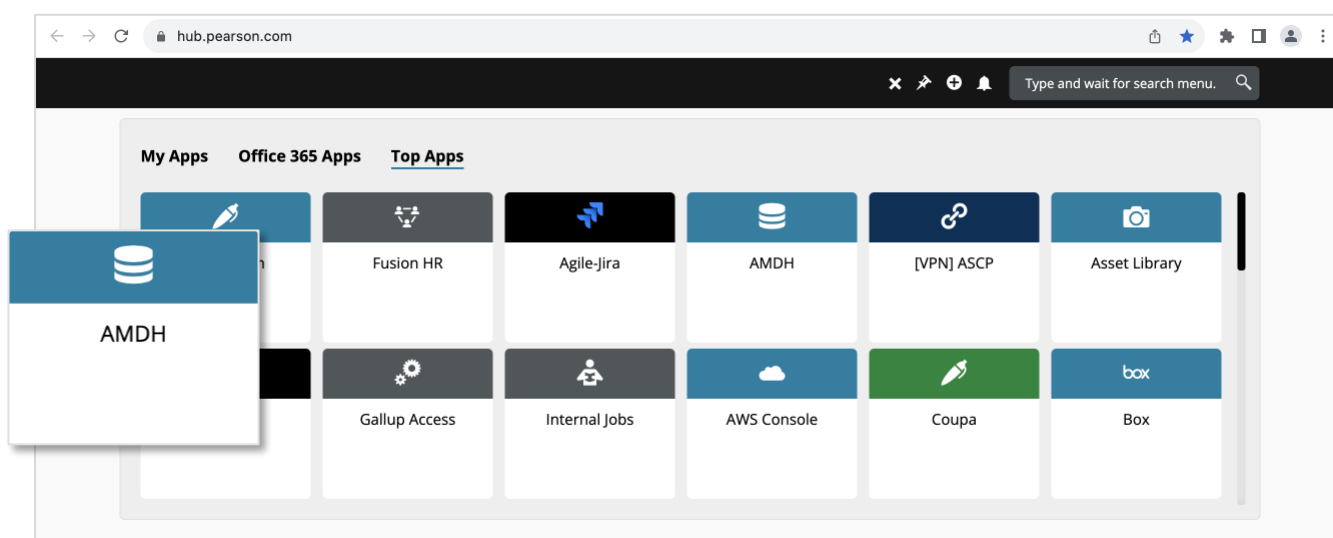 hub.pearson.com
Type and wait for search menu.
My Apps Office 365 Apps Top Apps
Fusion HR Agile-Jira AMDH [VPN] ASCP Asset Library
AMDH
box
Gallup Access Internal Jobs AWS Console Coupa Box